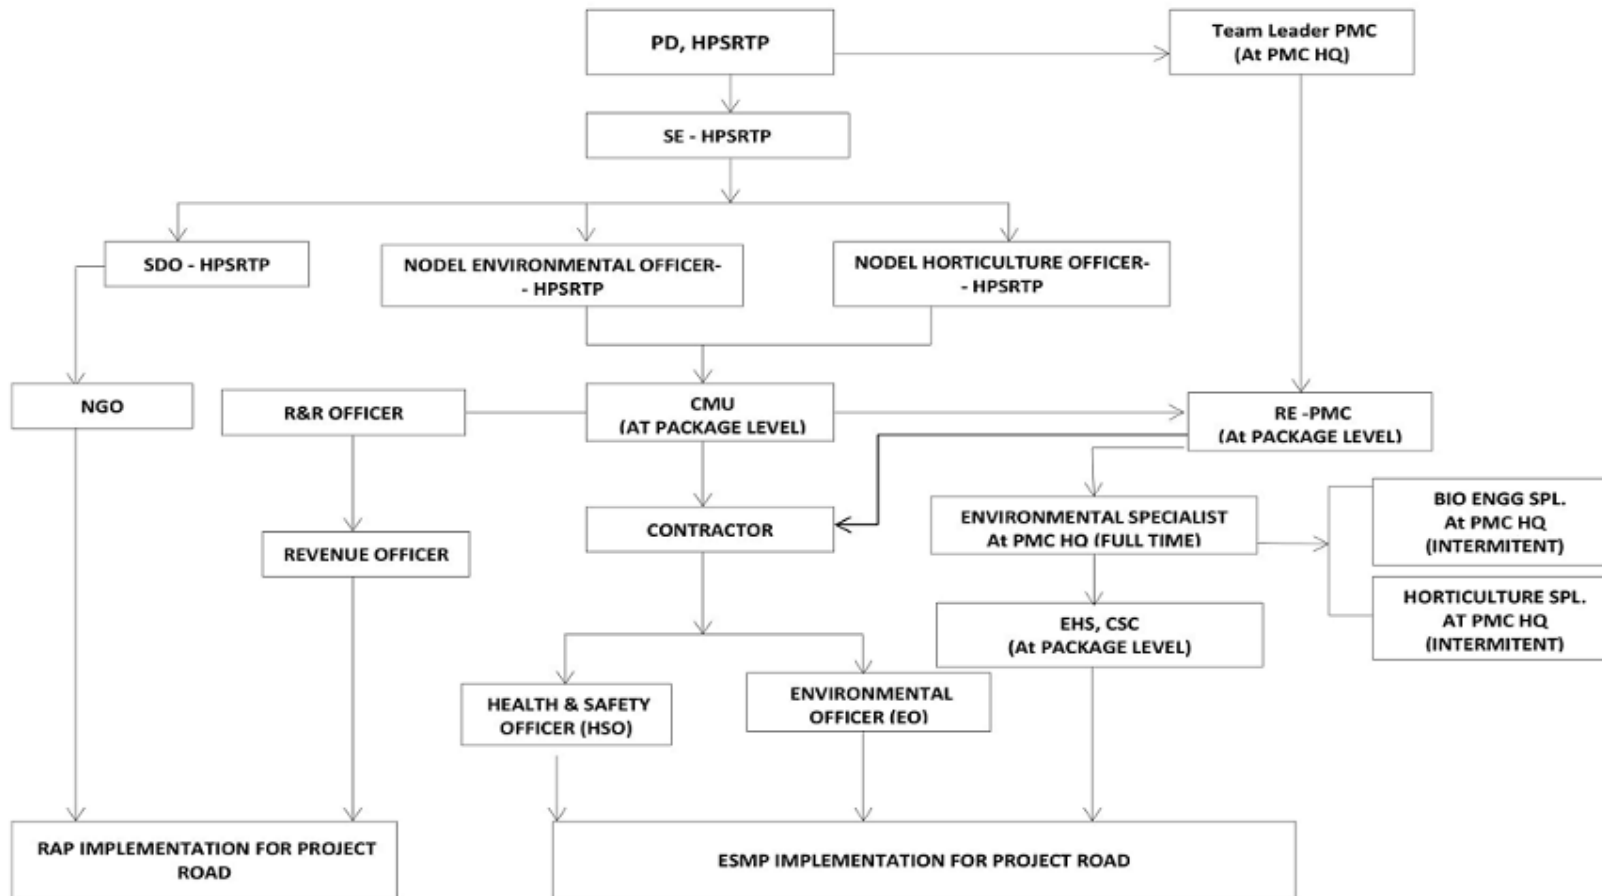 PD, HPSRTP
Team Leader PMC
(At PMC HQ)
SE - HPSRTP
SDO - HPSRTP
NODEL ENVIRONMENTAL OFFICER-
- HPSRTP
NODEL HORTICULTURE OFFICER-
- HPSRTP
NGO
R&R OFFICER
CMU
(AT PACKAGE LEVEL)
RE -PMC
(At PACKAGE LEVEL)
REVENUE OFFICER
CONTRACTOR
ENVIRONMENTAL SPECIALIST
At PMC HQ (FULL TIME)
BIO ENGG SPL.
At PMC HQ
(INTERMITENT)
HORTICULTURE SPL.
AT PMC HQ
(INTERMITENT)
EHS, CSC
(At PACKAGE LEVEL)
HEALTH & SAFETY
OFFICER (HSO)
ENVIRONMENTAL
OFFICER (EO)
RAP IMPLEMENTATION FOR PROJECT
ROAD
ESMP IMPLEMENTATION FOR PROJECT ROAD